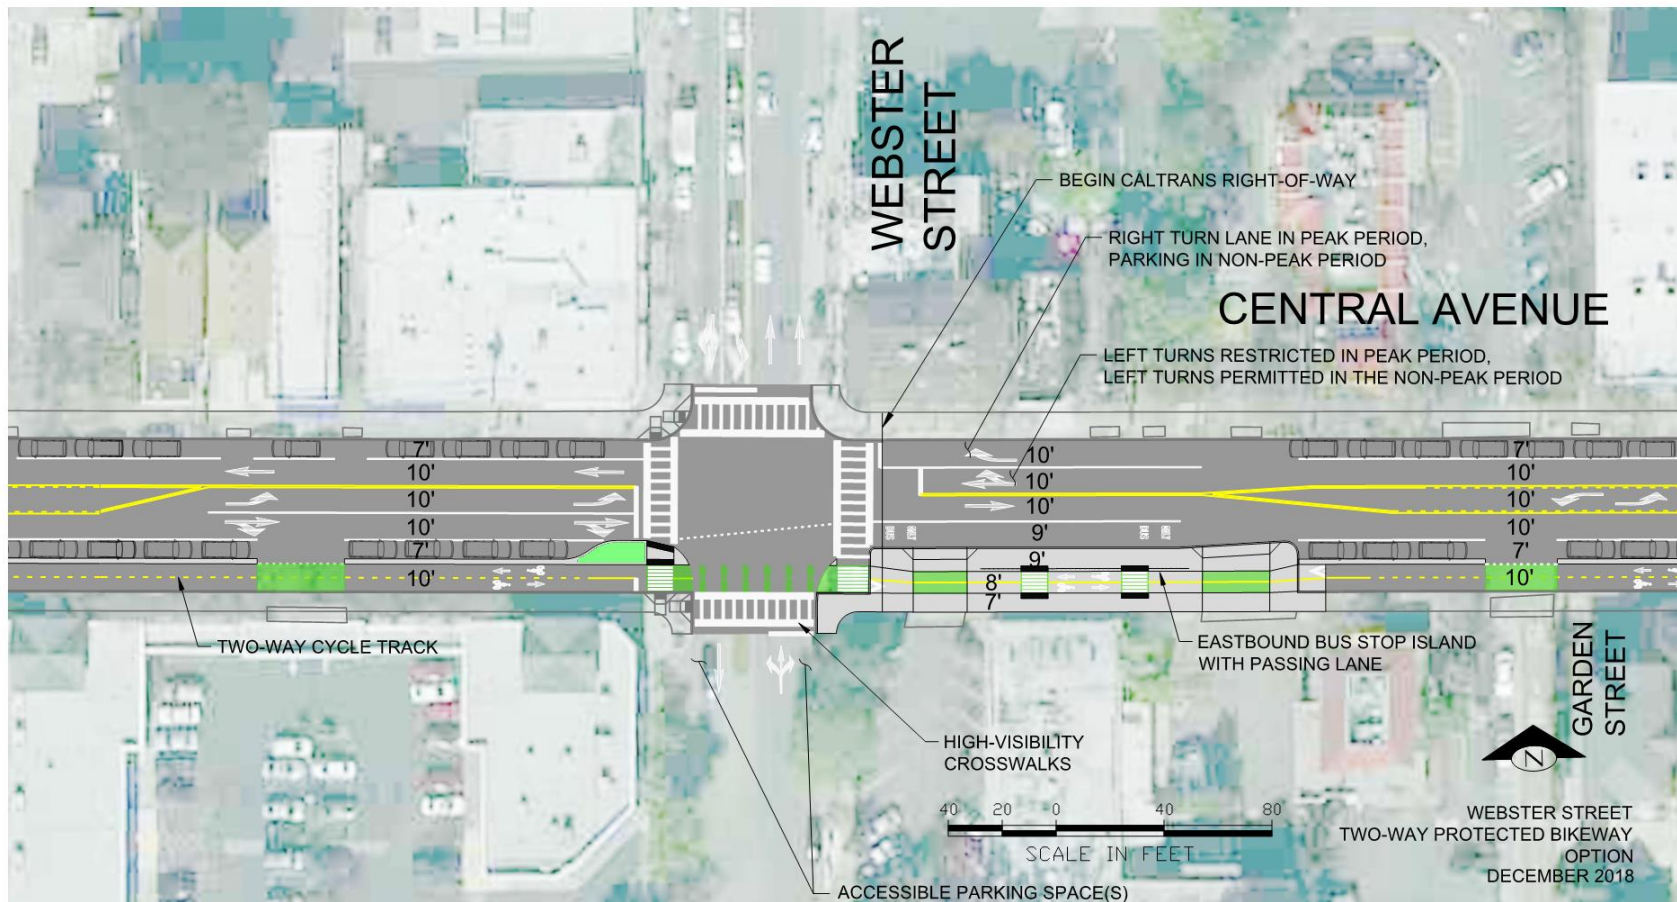 WEBSTER
STREET
BEGIN CALTRANS RIGHT-OF-WAY
RIGHT TURN LANE IN PEAK PERIOD,
PARKING IN NON-PEAK PERIOD
CENTRAL AVENUE
LEFT TURNS RESTRICTED IN PEAK PERIOD,
LEFT TURNS PERMITTED IN THE NON-PEAK PERIOD
7'
10'
10'
10'
7'
10'
10'
10'
10'
9'
9'
8'
7'
7'
10'
10'
10'
7'
10'
BUS
BUS
TWO-WAY CYCLE TRACK
EASTBOUND BUS STOP ISLAND
WITH PASSING LANE
GARDEN
STREET
HIGH-VISIBILITY
CROSSWALKS
N
40 20 0 40 80
SCALE IN FEET
WEBSTER STREET
TWO-WAY PROTECTED BIKEWAY
OPTION
DECEMBER 2018
ACCESSIBLE PARKING SPACE(S)